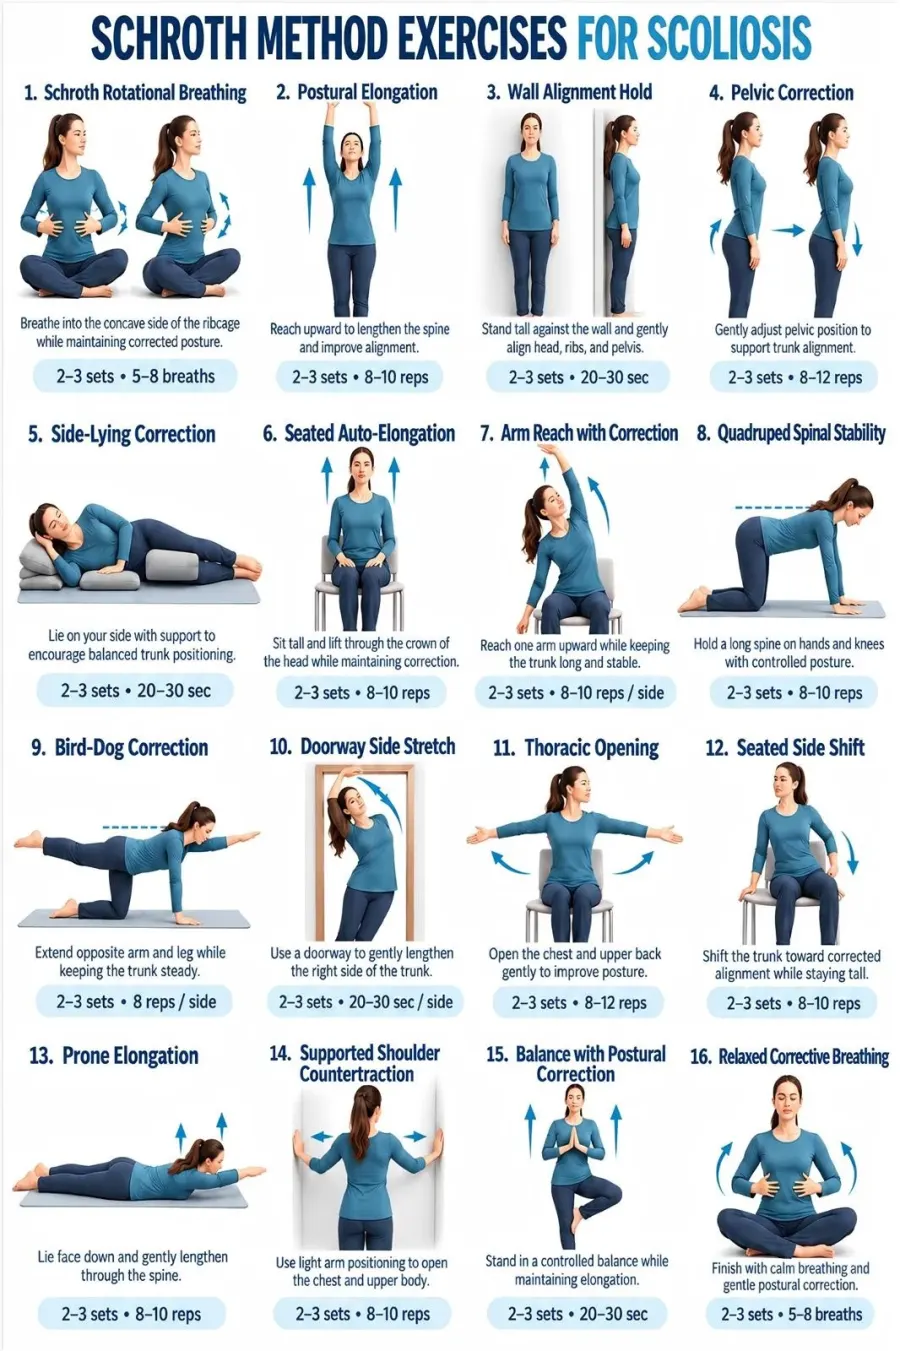 SCHROTH METHOD EXERCISES FOR SCOLIOSIS
1. Schroth Rotational Breathing
Breathe into the concave side of the ribcage
while maintaining corrected posture.
2–3 sets • 5–8 breaths
2. Postural Elongation
Reach upward to lengthen the spine
and improve alignment.
2–3 sets • 8–10 reps
3. Wall Alignment Hold
Stand tall against the wall and gently
align head, ribs, and pelvis.
2–3 sets • 20–30 sec
4. Pelvic Correction
Gently adjust pelvic position to
support trunk alignment.
2–3 sets • 8–12 reps
5. Side-Lying Correction
Lie on your side with support to
encourage balanced trunk positioning.
2–3 sets • 20–30 sec
6. Seated Auto-Elongation
Sit tall and lift through the crown of
the head while maintaining correction.
2–3 sets • 8–10 reps
7. Arm Reach with Correction
Reach one arm upward while keeping
the trunk long and stable.
2–3 sets • 8–10 reps / side
8. Quadruped Spinal Stability
Hold a long spine on hands and knees
with controlled posture.
2–3 sets • 8–10 reps
9. Bird-Dog Correction
Extend opposite arm and leg while
keeping the trunk steady.
2–3 sets • 8 reps / side
10. Doorway Side Stretch
Use a doorway to gently lengthen
the right side of the trunk.
2–3 sets • 20–30 sec / side
11. Thoracic Opening
Open the chest and upper back
gently to improve posture.
2–3 sets • 8–12 reps
12. Seated Side Shift
Shift the trunk toward corrected
alignment while staying tall.
2–3 sets • 8–10 reps
13. Prone Elongation
Lie face down and gently lengthen
through the spine.
2–3 sets • 8–10 reps
14. Supported Shoulder
Countertraction
Use light arm positioning to open
the chest and upper body.
2–3 sets • 8–10 reps
15. Balance with Postural
Correction
Stand in a controlled balance while
maintaining elongation.
2–3 sets • 20–30 sec
16. Relaxed Corrective Breathing
Finish with calm breathing and
gentle postural correction.
2–3 sets • 5–8 breaths